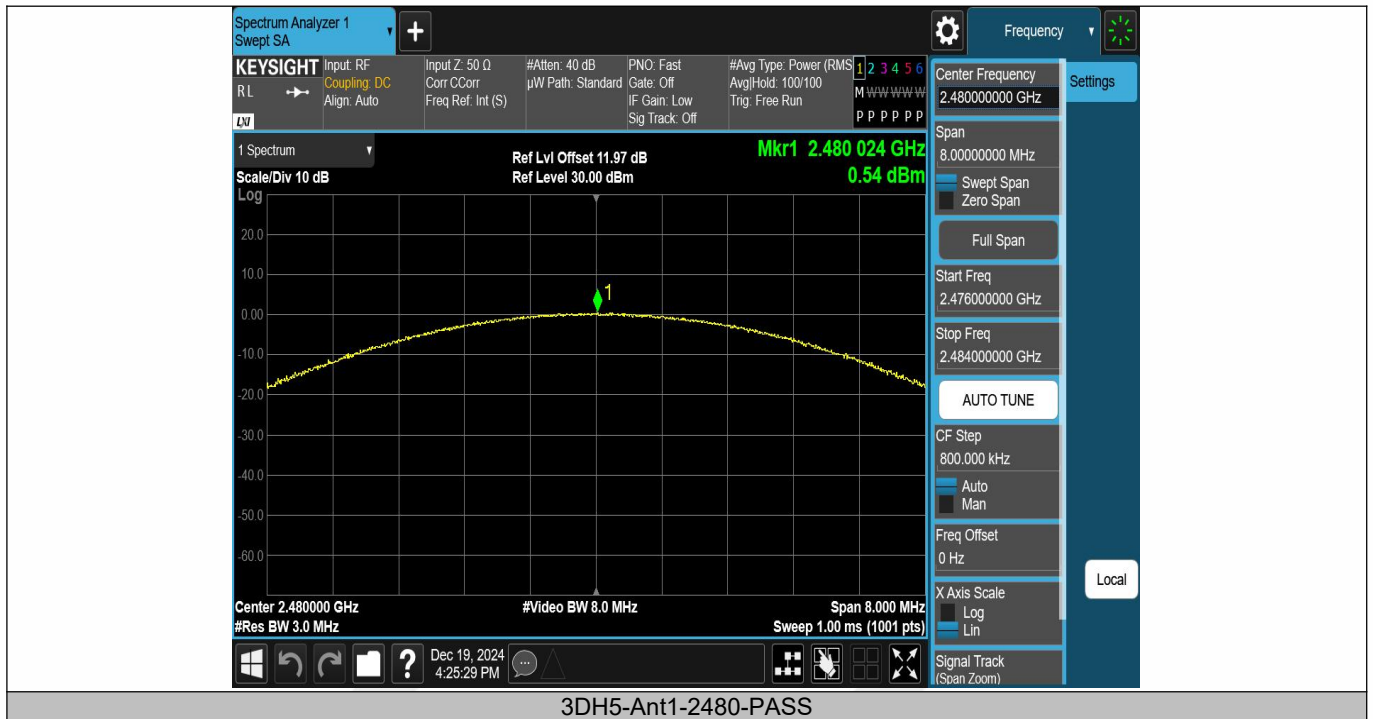 Spectrum Analyzer 1
Swept SA
Frequency
KEYSIGHT
RL
LXI
Input: RF
Coupling: DC
Align: Auto
Input Z: 50 Ω
Corr CCorr
Freq Ref: Int (S)
#Atten: 40 dB
µW Path: Standard
PNO: Fast
Gate: Off
IF Gain: Low
Sig Track: Off
#Avg Type: Power (RMS
Avg|Hold: 100/100
Trig: Free Run
1 2 3 4 5 6
M W W W W W
P P P P P P
Center Frequency
2.480000000 GHz
Settings
Span
8.00000000 MHz
Swept Span
Zero Span
Full Span
Start Freq
2.476000000 GHz
Stop Freq
2.484000000 GHz
AUTO TUNE
CF Step
800.000 kHz
Auto
Man
Freq Offset
0 Hz
X Axis Scale
Log
Lin
Local
Signal Track
(Span Zoom)
1 Spectrum
Scale/Div 10 dB
Ref Lvl Offset 11.97 dB
Ref Level 30.00 dBm
Mkr1 2.480 024 GHz
0.54 dBm
Log
20.0
10.0
1
0.00
-10.0
-20.0
-30.0
-40.0
-50.0
-60.0
Center 2.480000 GHz
#Video BW 8.0 MHz
Span 8.000 MHz
#Res BW 3.0 MHz
Sweep 1.00 ms (1001 pts)
?
Dec 19, 2024
4:25:29 PM
3DH5-Ant1-2480-PASS